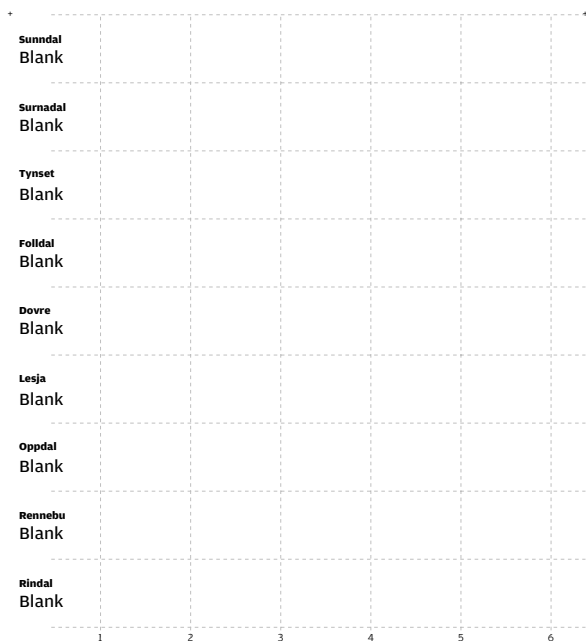 Sunndal
Blank
Surnadal
Blank
Tynset
Blank
Folldal
Blank
Dovre
Blank
Lesja
Blank
Oppdal
Blank
Rennebu
Blank
Rindal
Blank
1 2 3 4 5 6